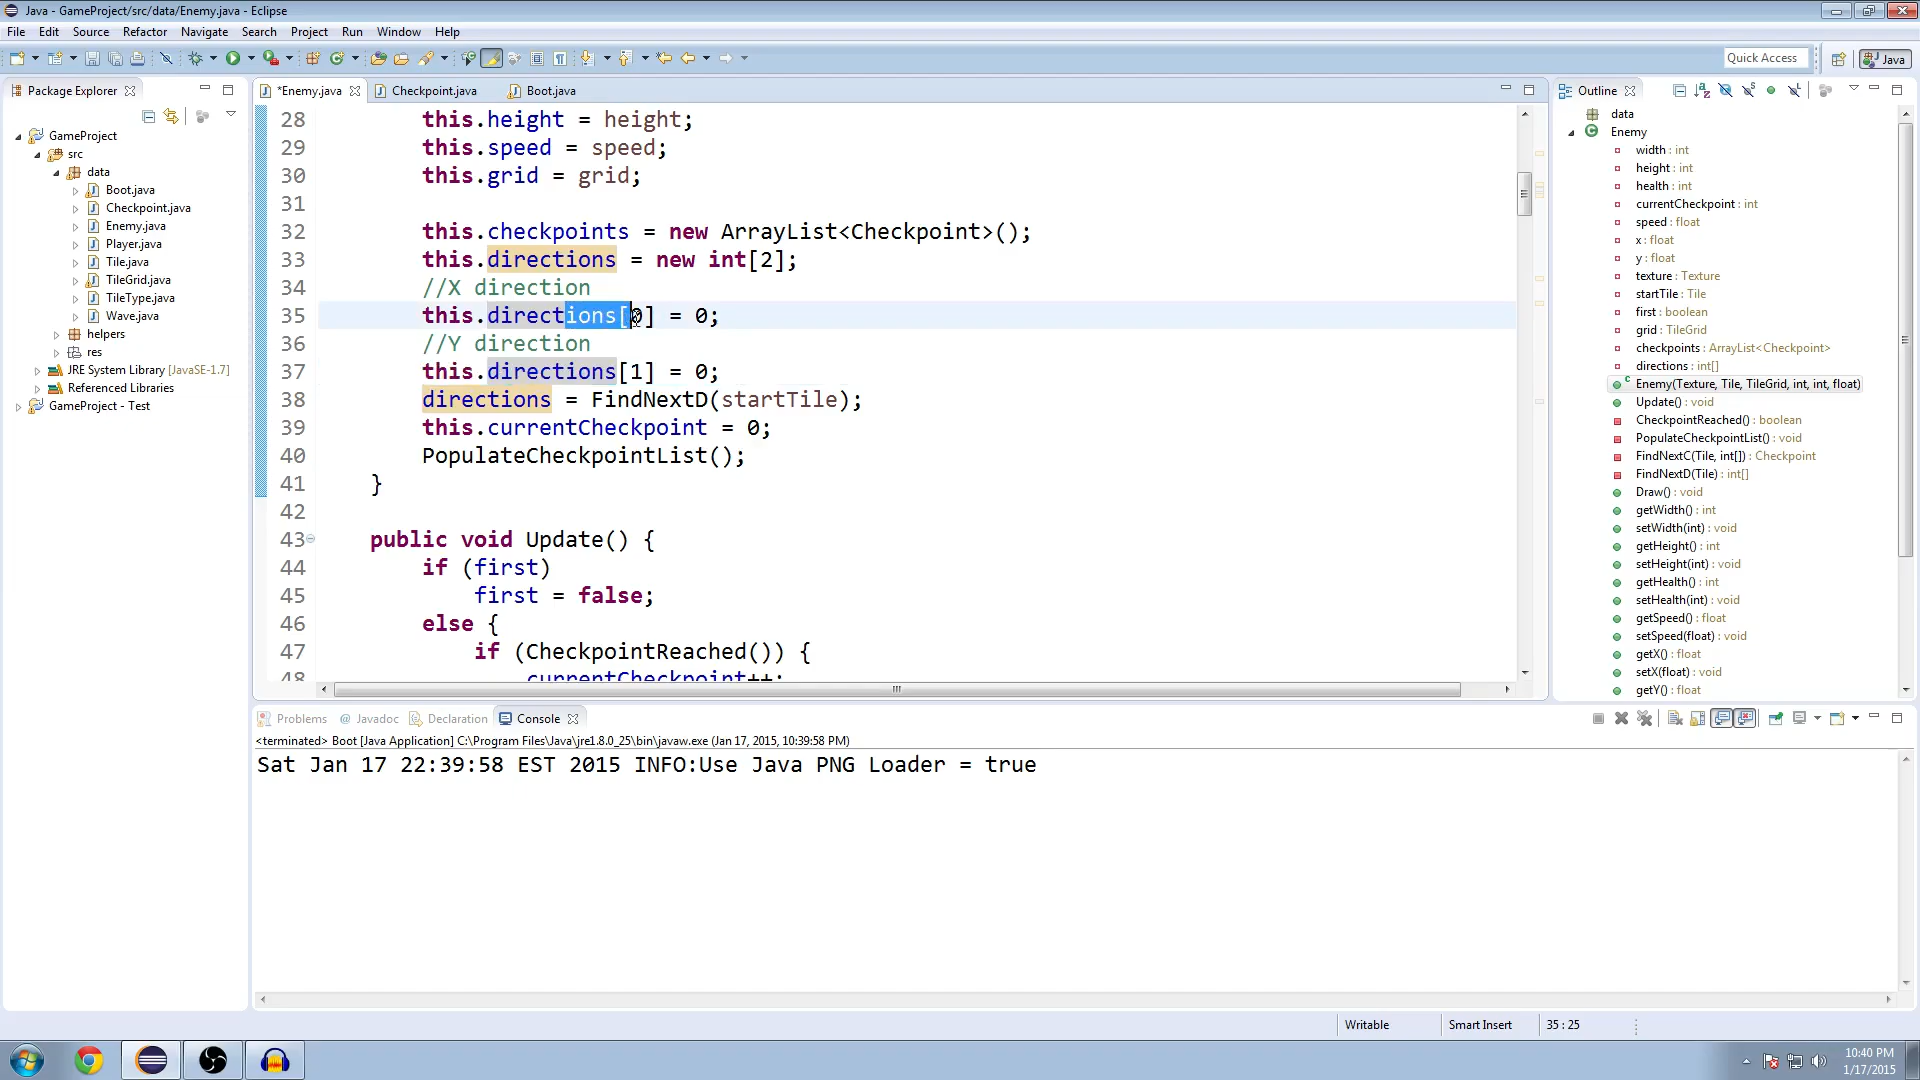 Java - GameProject/src/data/Enemy.java - Eclipse
File Edit Source Refactor Navigate Search Project Run Window Help
Quick Access
Java
Package Explorer
GameProject
src
data
Boot.java
Checkpoint.java
Enemy.java
Player.java
Tile.java
TileGrid.java
TileType.java
Wave.java
helpers
res
JRE System Library [JavaSE-1.7]
Referenced Libraries
GameProject - Test
*Enemy.java Checkpoint.java Boot.java
28 this.height = height;
29 this.speed = speed;
30 this.grid = grid;
31
32 this.checkpoints = new ArrayList<Checkpoint>();
33 this.directions = new int[2];
34 //X direction
35 this.directions[0] = 0;
36 //Y direction
37 this.directions[1] = 0;
38 directions = FindNextD(startTile);
39 this.currentCheckpoint = 0;
40 PopulateCheckpointList();
41 }
42
43 public void Update() {
44 if (first)
45 first = false;
46 else {
47 if (CheckpointReached()) {
48 currentCheckpoint++;
Outline
data
Enemy
width : int
height : int
health : int
currentCheckpoint : int
speed : float
x : float
y : float
texture : Texture
startTile : Tile
first : boolean
grid : TileGrid
checkpoints : ArrayList<Checkpoint>
directions : int[]
Enemy(Texture, Tile, TileGrid, int, int, float)
Update() : void
CheckpointReached() : boolean
PopulateCheckpointList() : void
FindNextC(Tile, int[]) : Checkpoint
FindNextD(Tile) : int[]
Draw() : void
getWidth() : int
setWidth(int) : void
getHeight() : int
setHeight(int) : void
getHealth() : int
setHealth(int) : void
getSpeed() : float
setSpeed(float) : void
getX() : float
setX(float) : void
getY() : float
Problems @ Javadoc Declaration Console
<terminated> Boot [Java Application] C:\Program Files\Java\jre1.8.0_25\bin\javaw.exe (Jan 17, 2015, 10:39:58 PM)
Sat Jan 17 22:39:58 EST 2015 INFO:Use Java PNG Loader = true
Writable Smart Insert 35 : 25
10:40 PM
1/17/2015